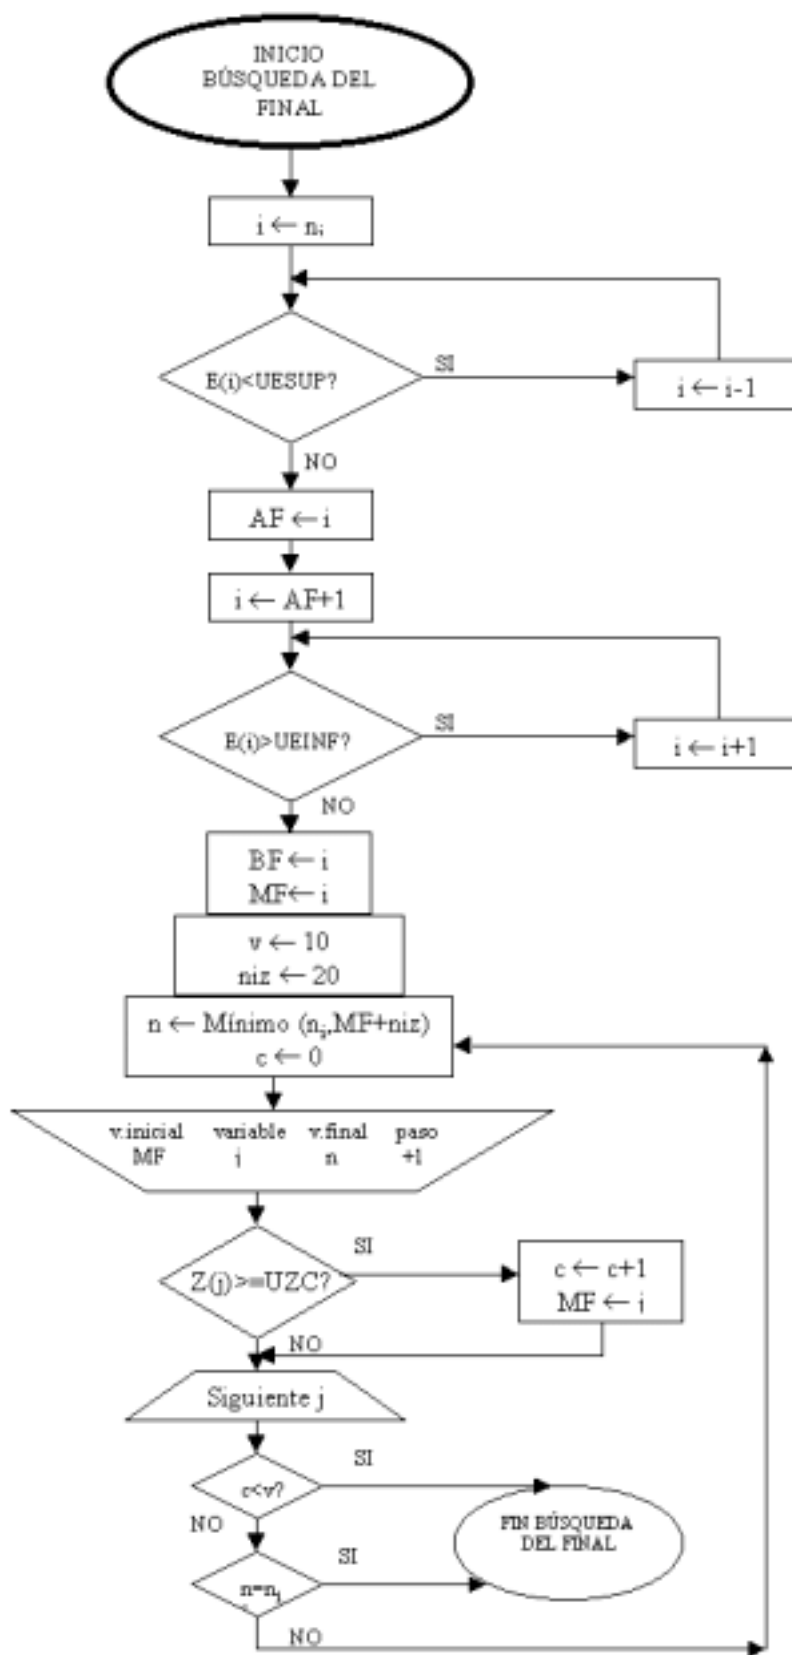 INICIO
BÚSQUEDA DEL
FINAL
i ← nᵢ
E(i)<UESUP?
SI
i ← i-1
NO
AF ← i
i ← AF+1
E(i)>UEINF?
SI
i ← i+1
NO
BF ← i
MF← i
v ← 10
niz ← 20
n ← Mínimo (nᵢ,MF+niz)
c ← 0
v.inicial variable v.final paso
MF j n +1
Z(j)>=UZC?
SI
c ← c+1
MF ← j
NO
Siguiente j
c<v?
SI
FIN BÚSQUEDA
DEL FINAL
NO
n=nᵢ
SI
NO